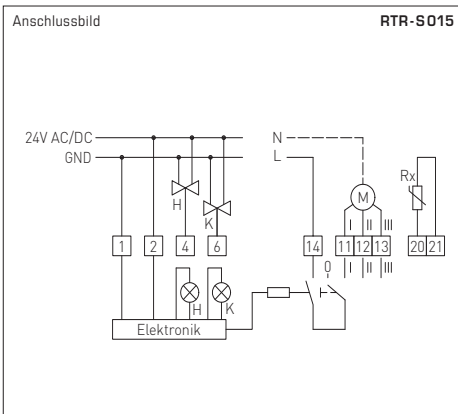 Anschlussbild RTR-S015
24V AC/DC N
GND L
Rx
M
H
I II III
K
1 2 4 6 14 11 12 13 20 21
0 I II III
H K
Elektronik